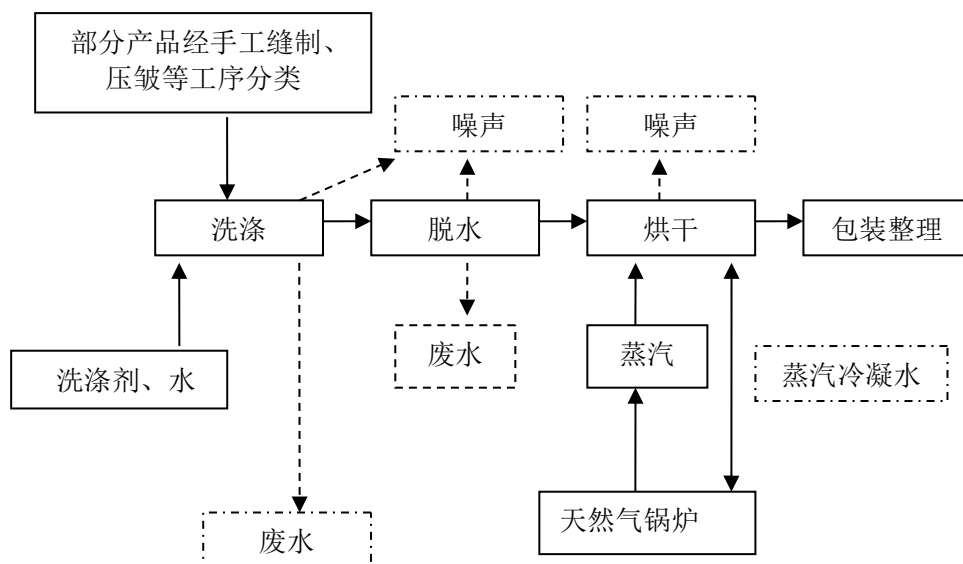 部分产品经手工缝制、
压皱等工序分类
噪声
噪声
洗涤
脱水
烘干
包装整理
洗涤剂、水
废水
蒸汽
蒸汽冷凝水
废水
天然气锅炉